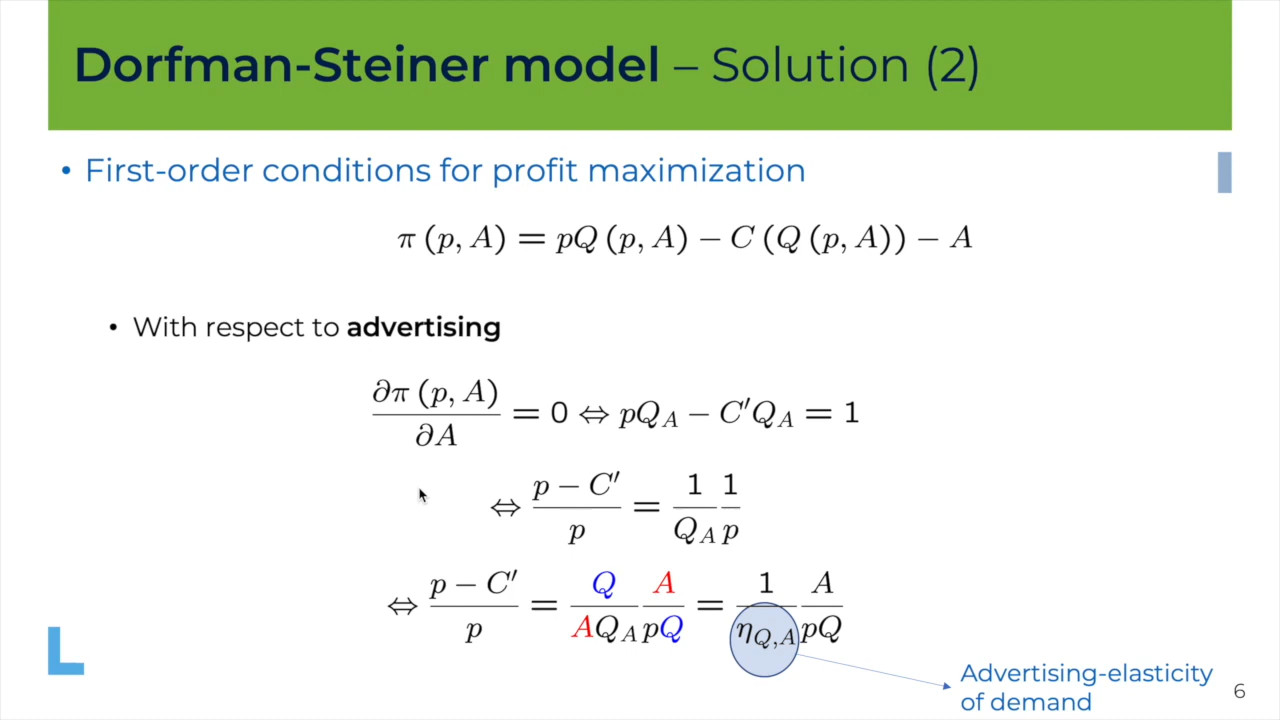 Dorfman-Steiner model – Solution (2)
• First-order conditions for profit maximization
π (p, A) = pQ (p, A) − C (Q (p, A)) − A
• With respect to advertising
∂π (p, A) / ∂A = 0 ⇔ pQ_A − C′Q_A = 1
⇔ (p − C′) / p = (1 / Q_A) (1 / p)
⇔ (p − C′) / p = (Q / AQ_A) (A / pQ) = (1 / η_{Q,A}) (A / pQ)
Advertising-elasticity
of demand
6